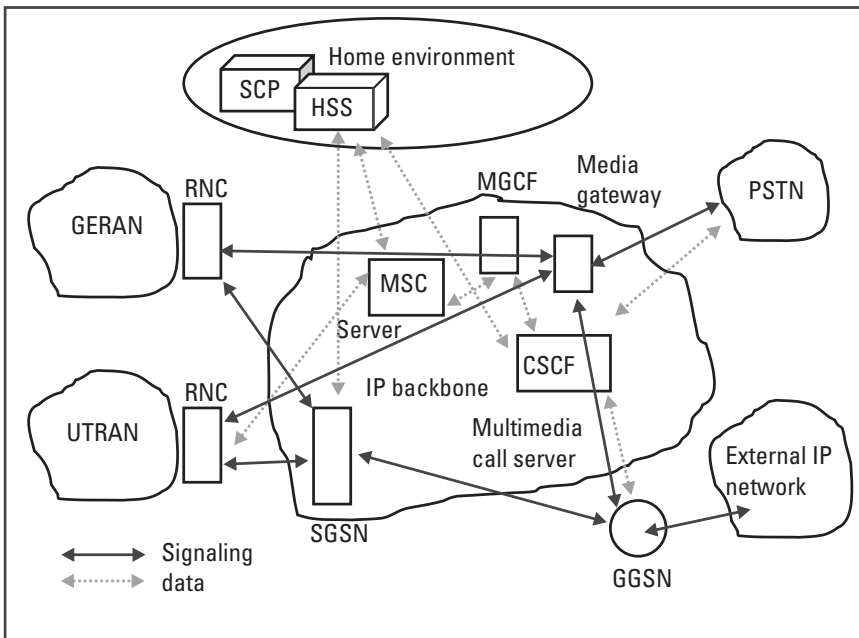 Home environment
SCP
HSS
RNC
GERAN
MGCF
Media
gateway
PSTN
MSC
Server
CSCF
RNC
IP backbone
UTRAN
Multimedia
call server
External IP
network
SGSN
GGSN
Signaling
data